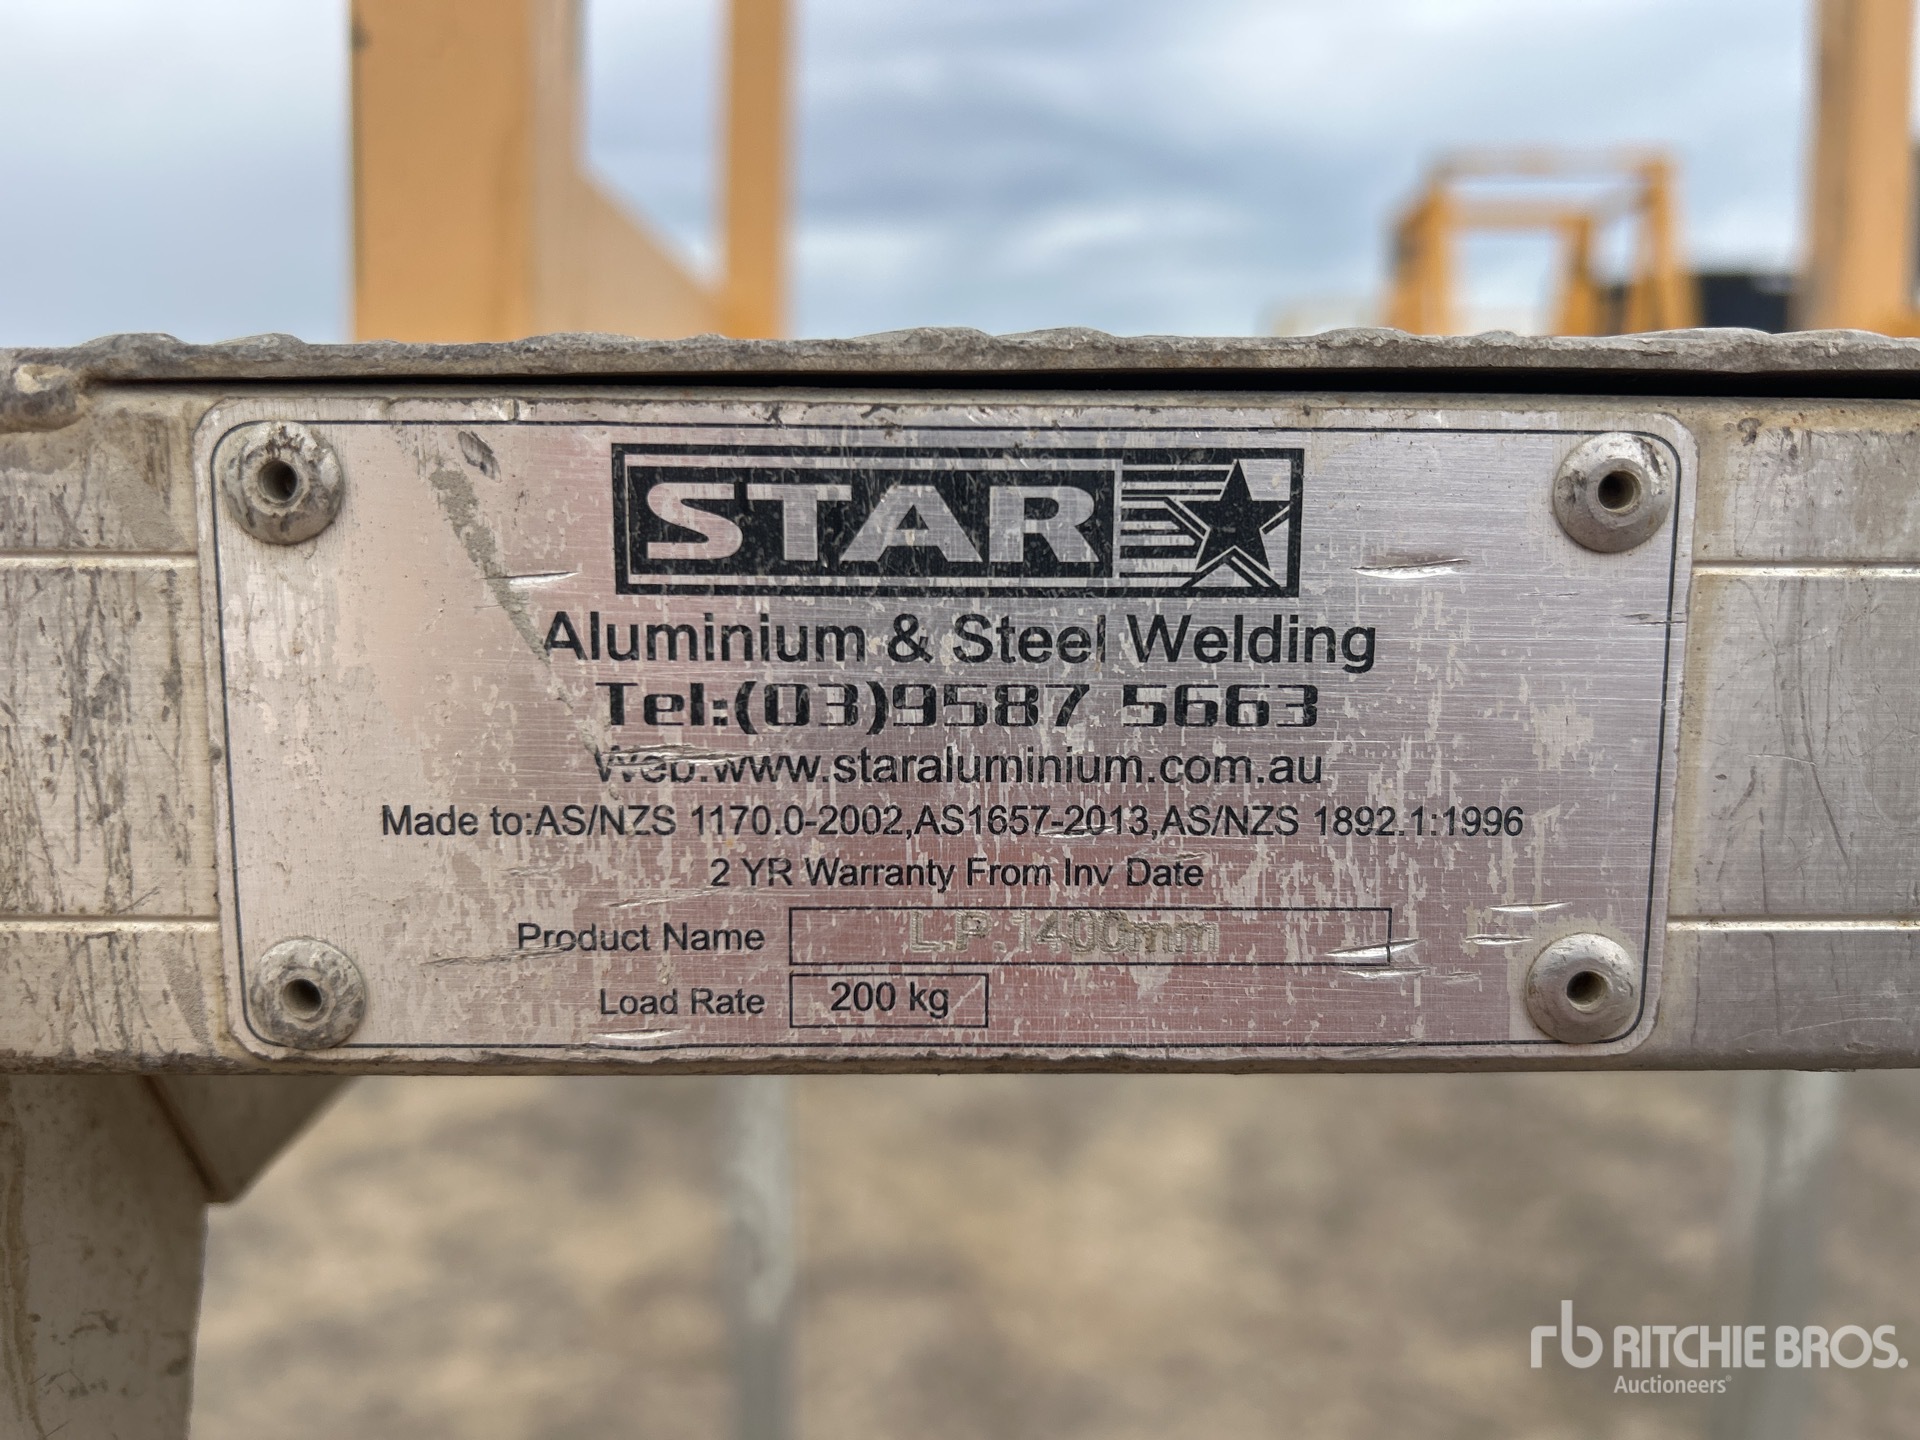 STAR
Aluminium & Steel Welding
Tel:(03)9587 5663
Web.www.staraluminium.com.au
Made to:AS/NZS 1170.0-2002,AS1657-2013,AS/NZS 1892.1:1996
2 YR Warranty From Inv Date
Product Name L.P.1400mm
Load Rate 200 kg
rb RITCHIE BROS.
Auctioneers